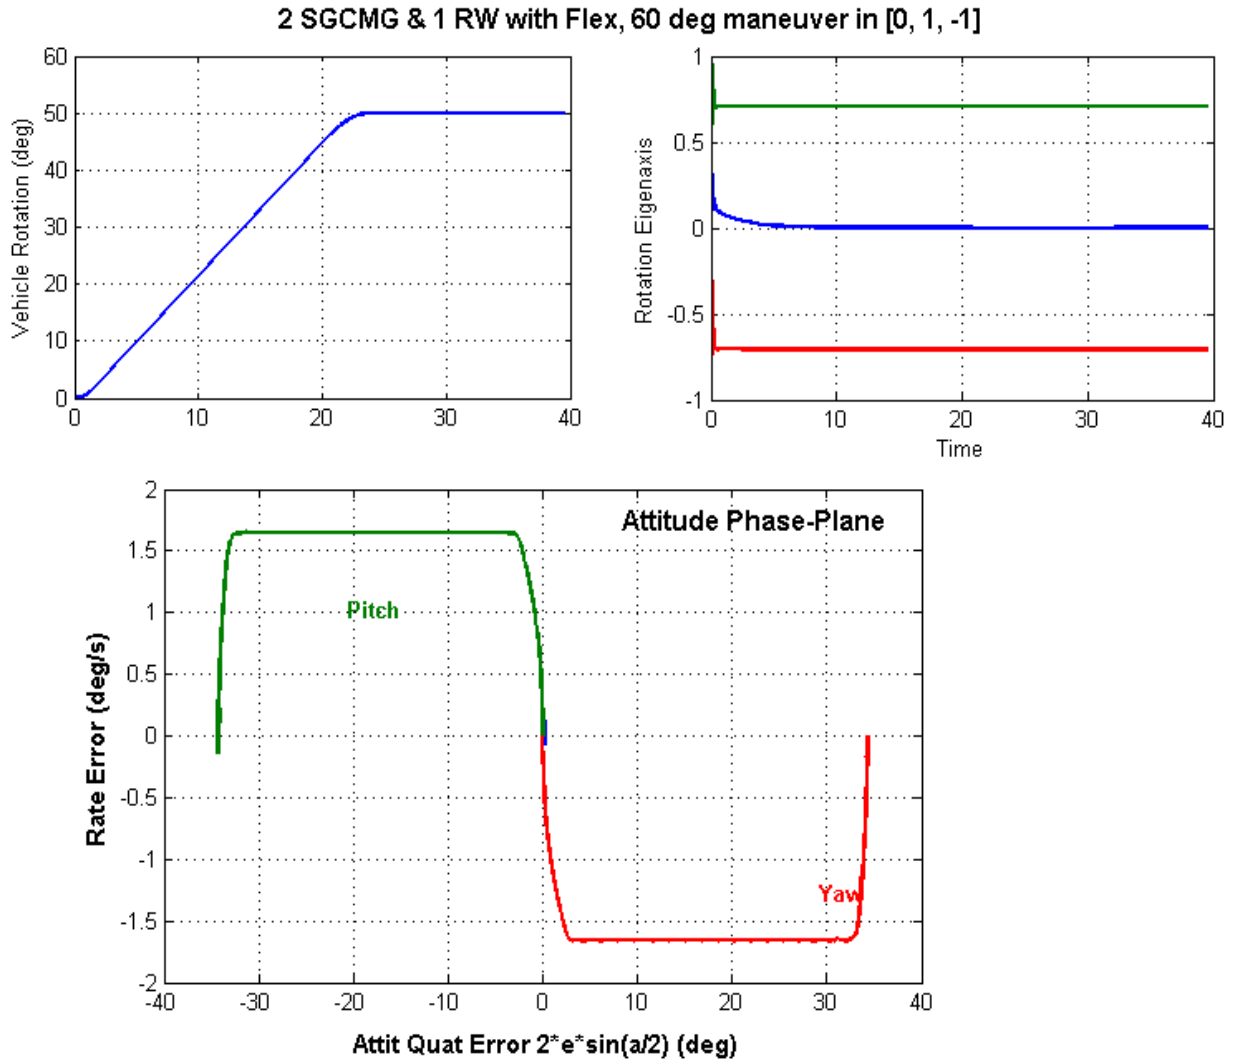 2 SGCMG & 1 RW with Flex, 60 deg maneuver in [0, 1, -1]
60
50
40
30
20
10
0
Vehicle Rotation (deg)
0 10 20 30 40
1
0.5
0
-0.5
-1
Rotation Eigenaxis
0 10 20 30 40
Time
2
1.5
1
0.5
0
-0.5
-1
-1.5
-2
Rate Error (deg/s)
Attitude Phase-Plane
Pitch
Yaw
-40 -30 -20 -10 0 10 20 30 40
Attit Quat Error 2*e*sin(a/2) (deg)